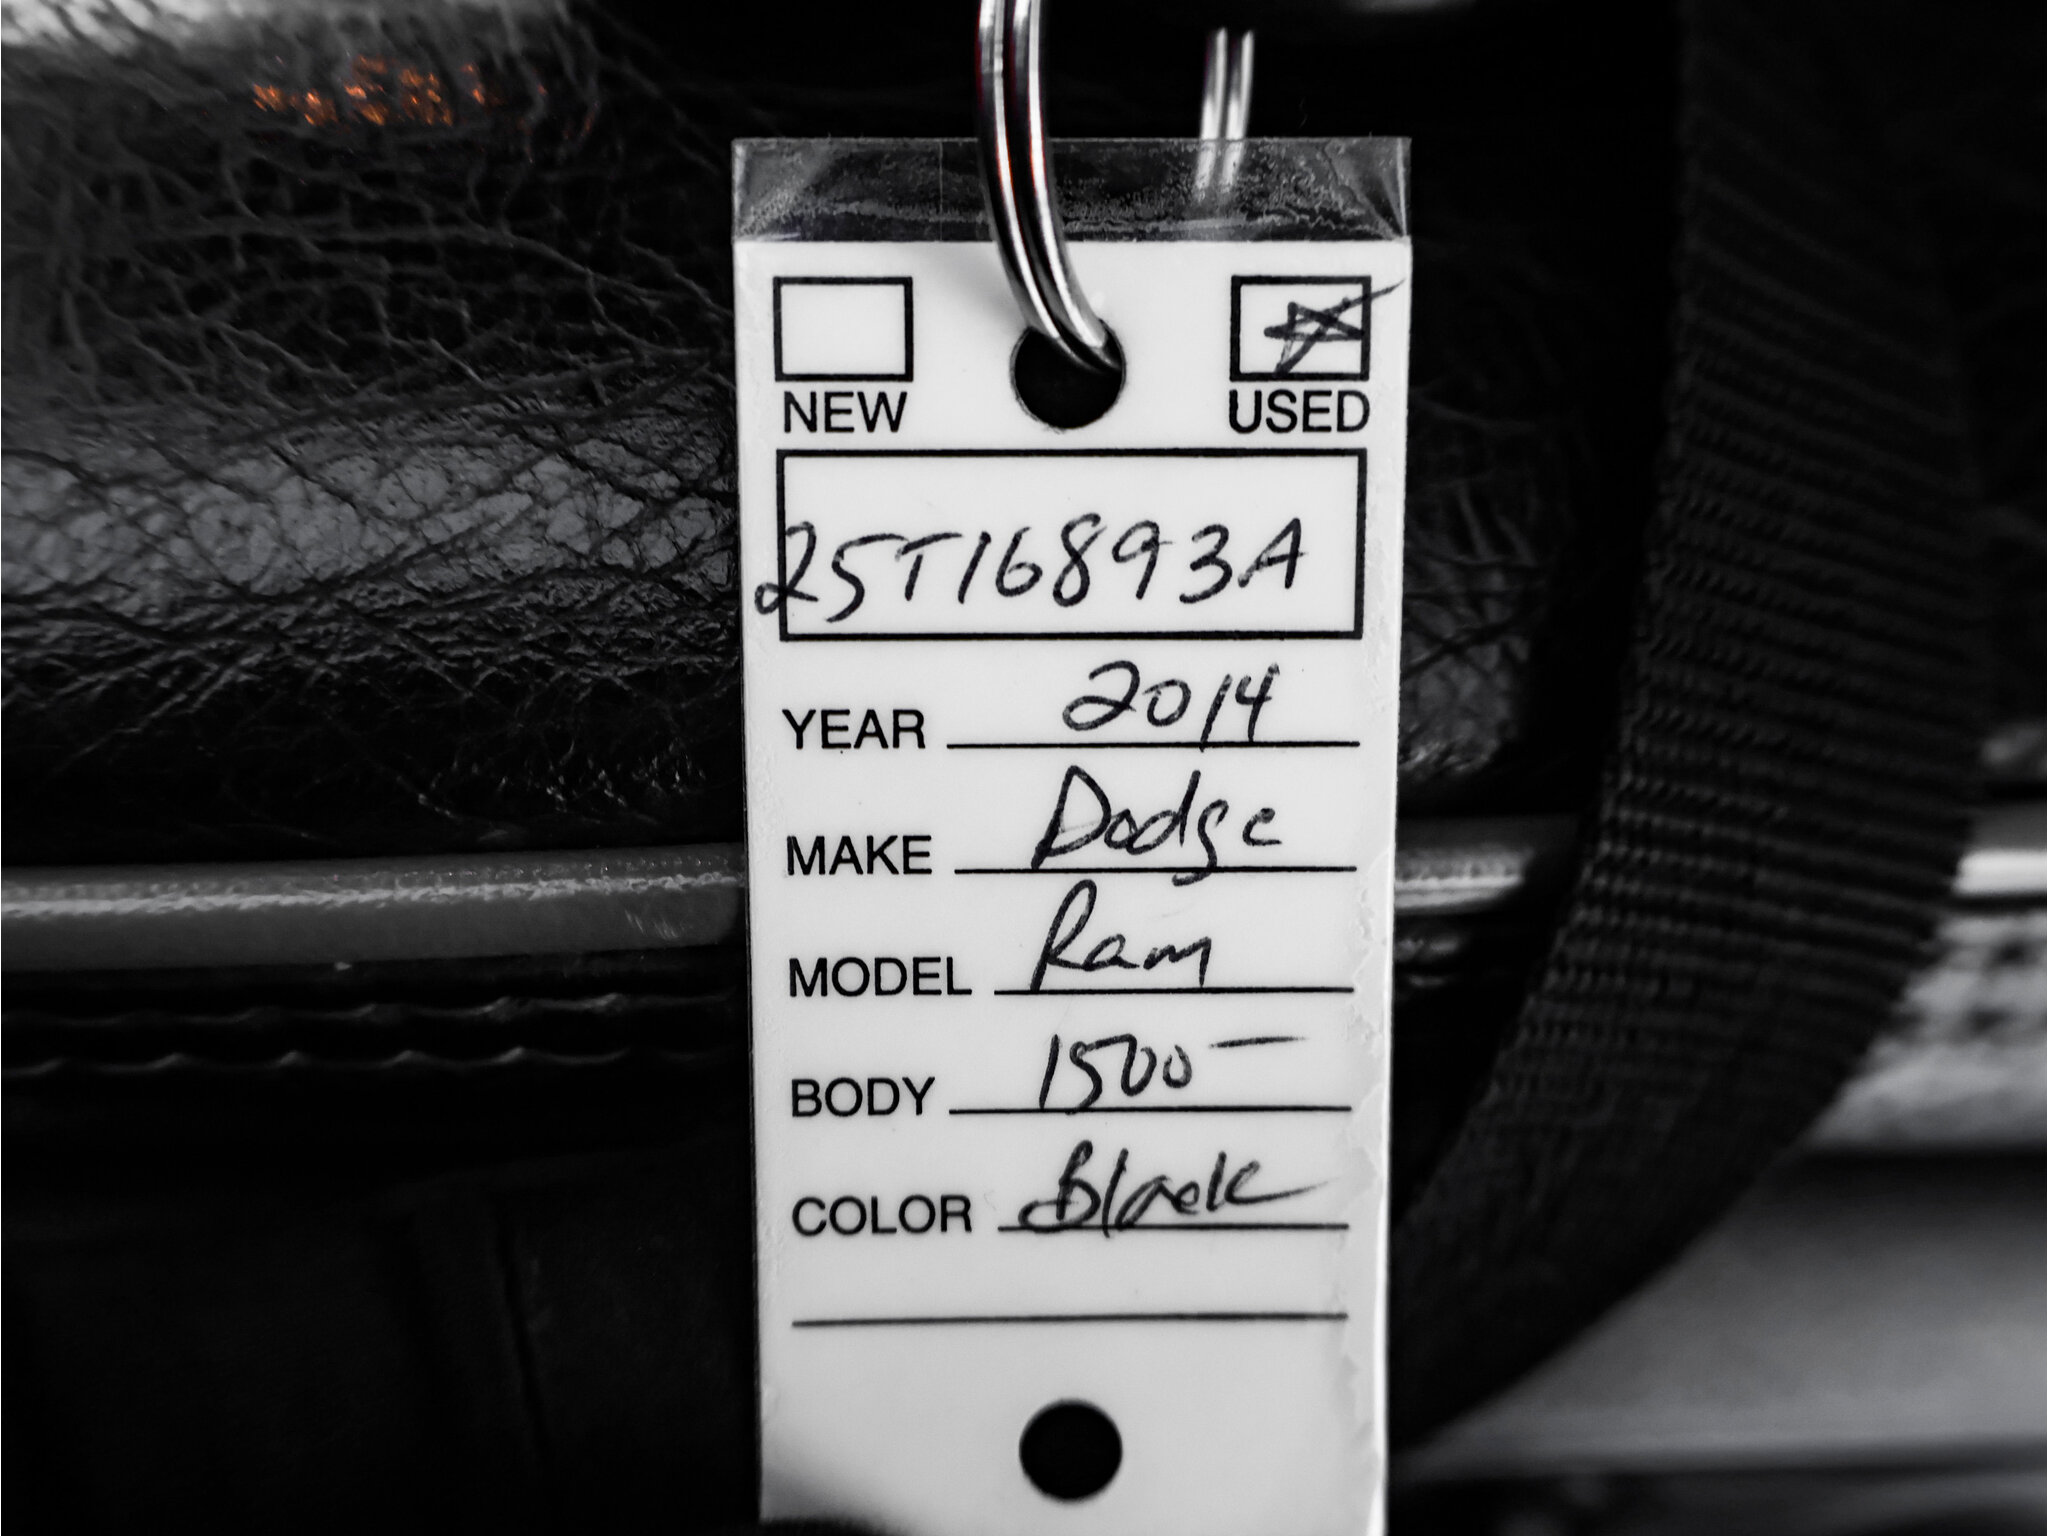 NEW USED
25T16893A
YEAR 2014
MAKE Dodge
MODEL Ram
BODY 1500-
COLOR Black